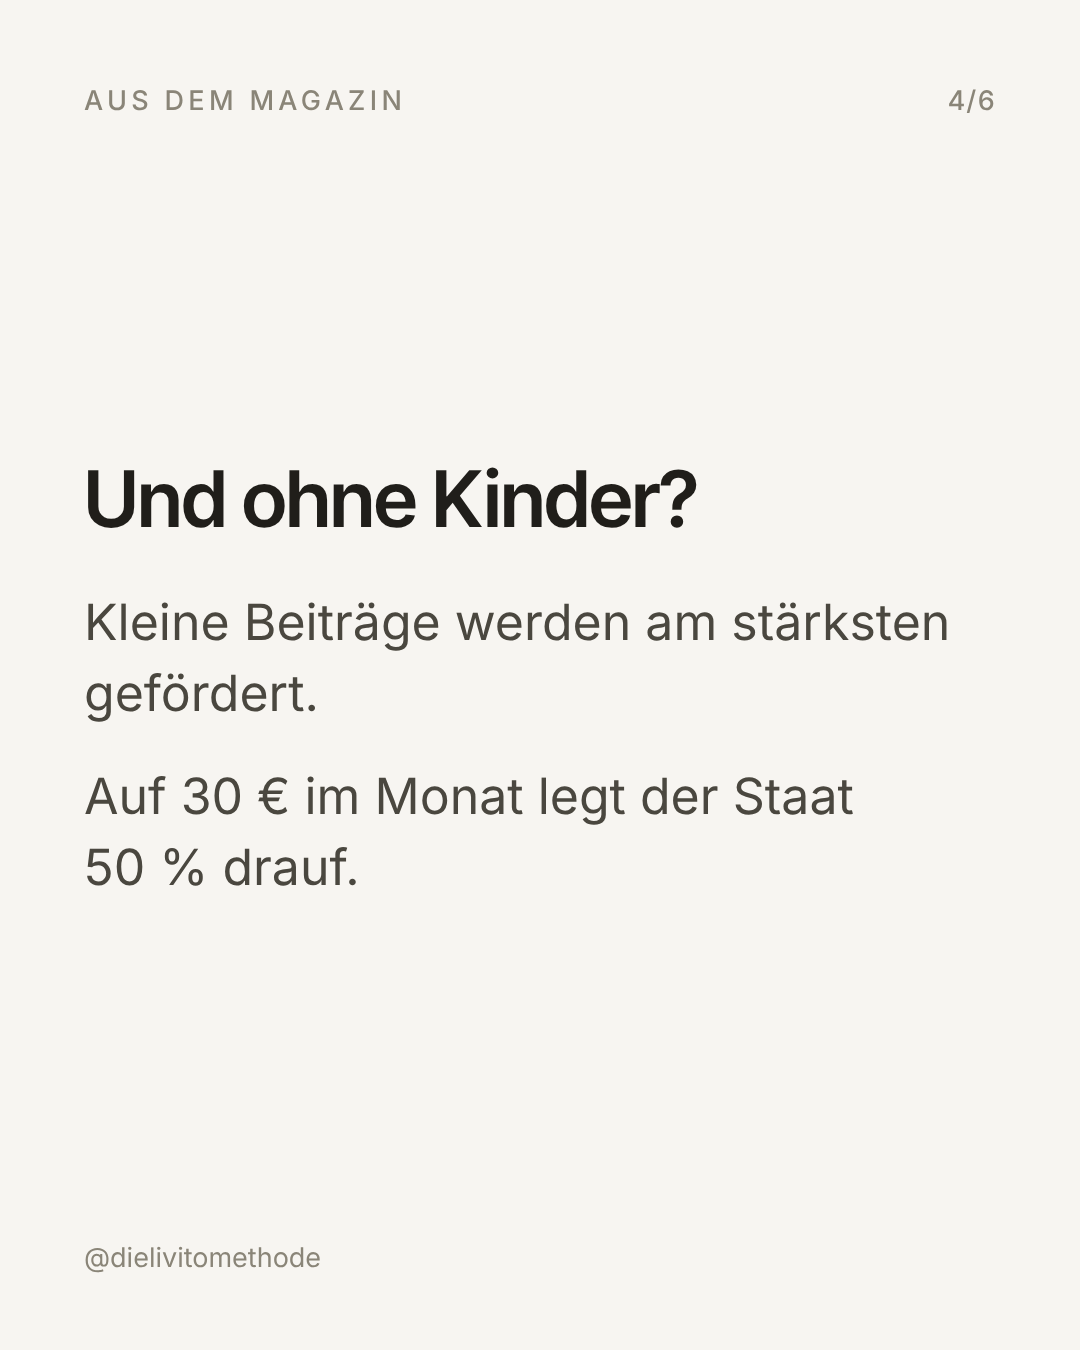 AUS DEM MAGAZIN
4/6
Und ohne Kinder?
Kleine Beiträge werden am stärksten
gefördert.
Auf 30 € im Monat legt der Staat
50 % drauf.
@dielivitomethode